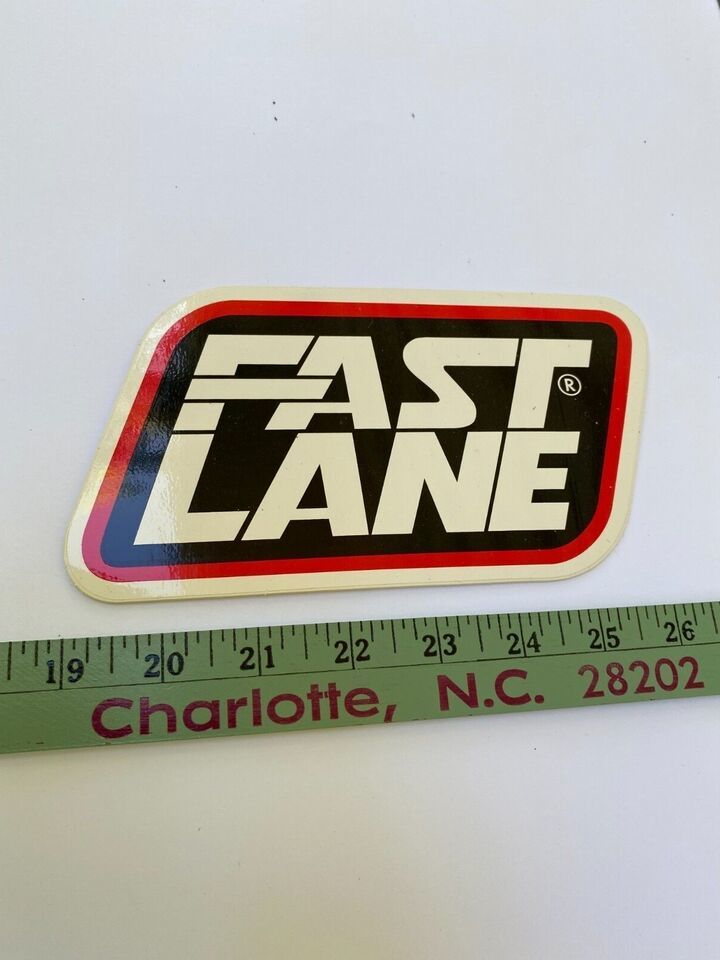 FAST
LANE
®
19 20 21 22 23 24 25 26
Charlotte, N.C. 28202